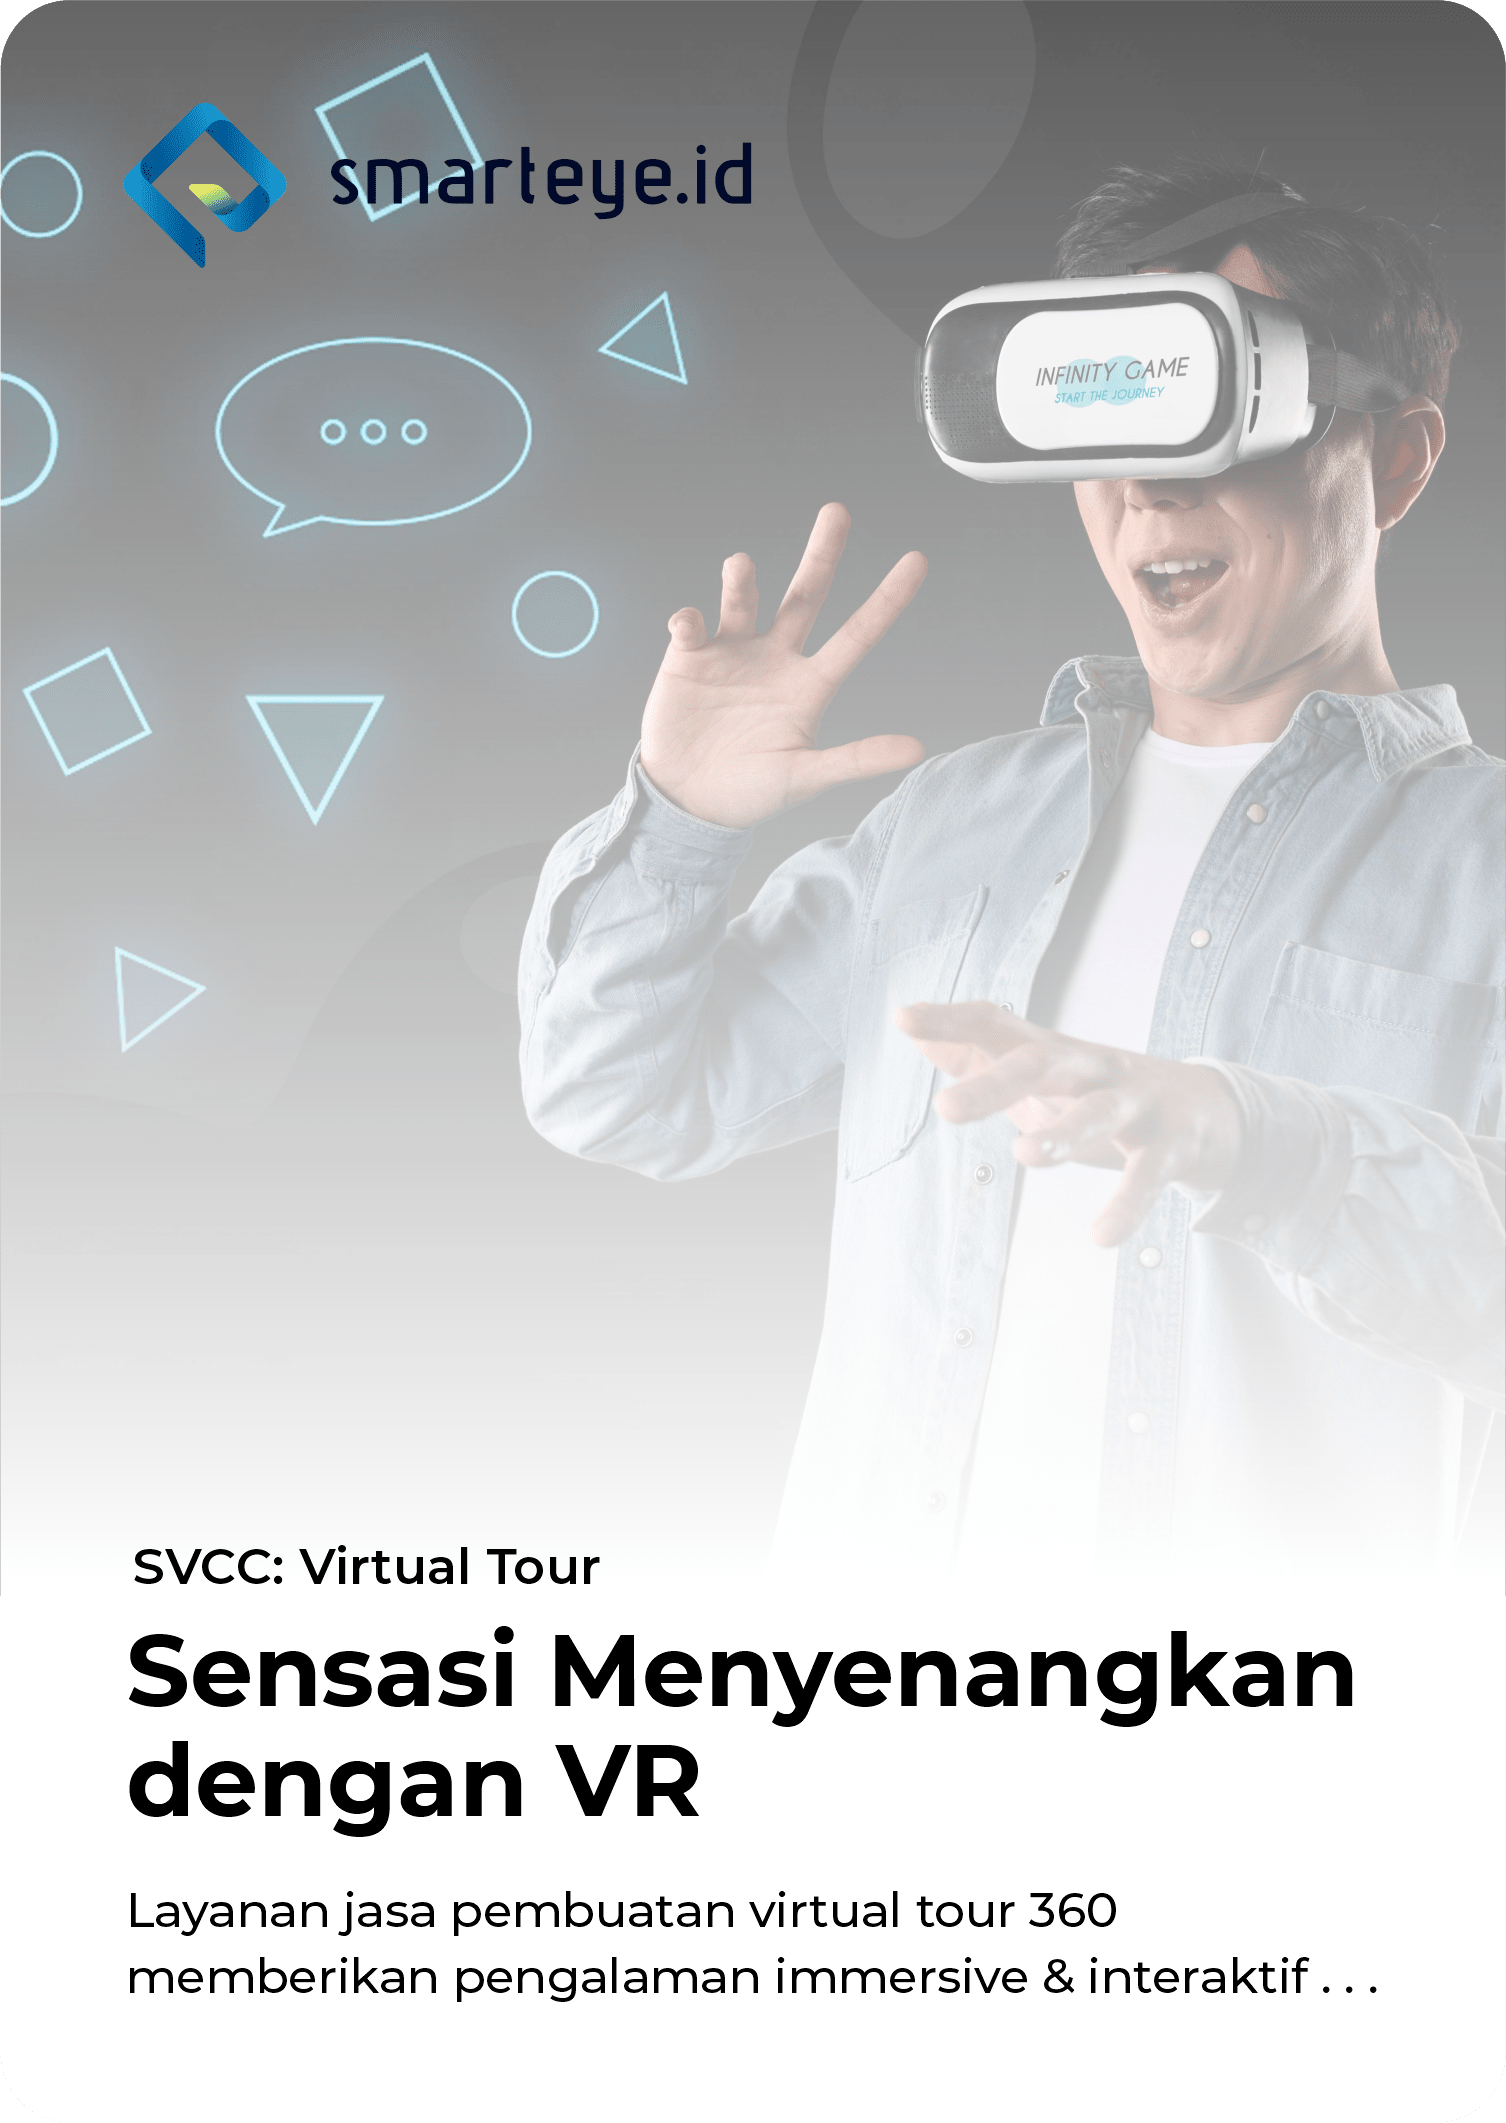 smarteye.id
INFINITY GAME
START THE JOURNEY
SVCC: Virtual Tour
Sensasi Menyenangkan
dengan VR
Layanan jasa pembuatan virtual tour 360
memberikan pengalaman immersive & interaktif . . .